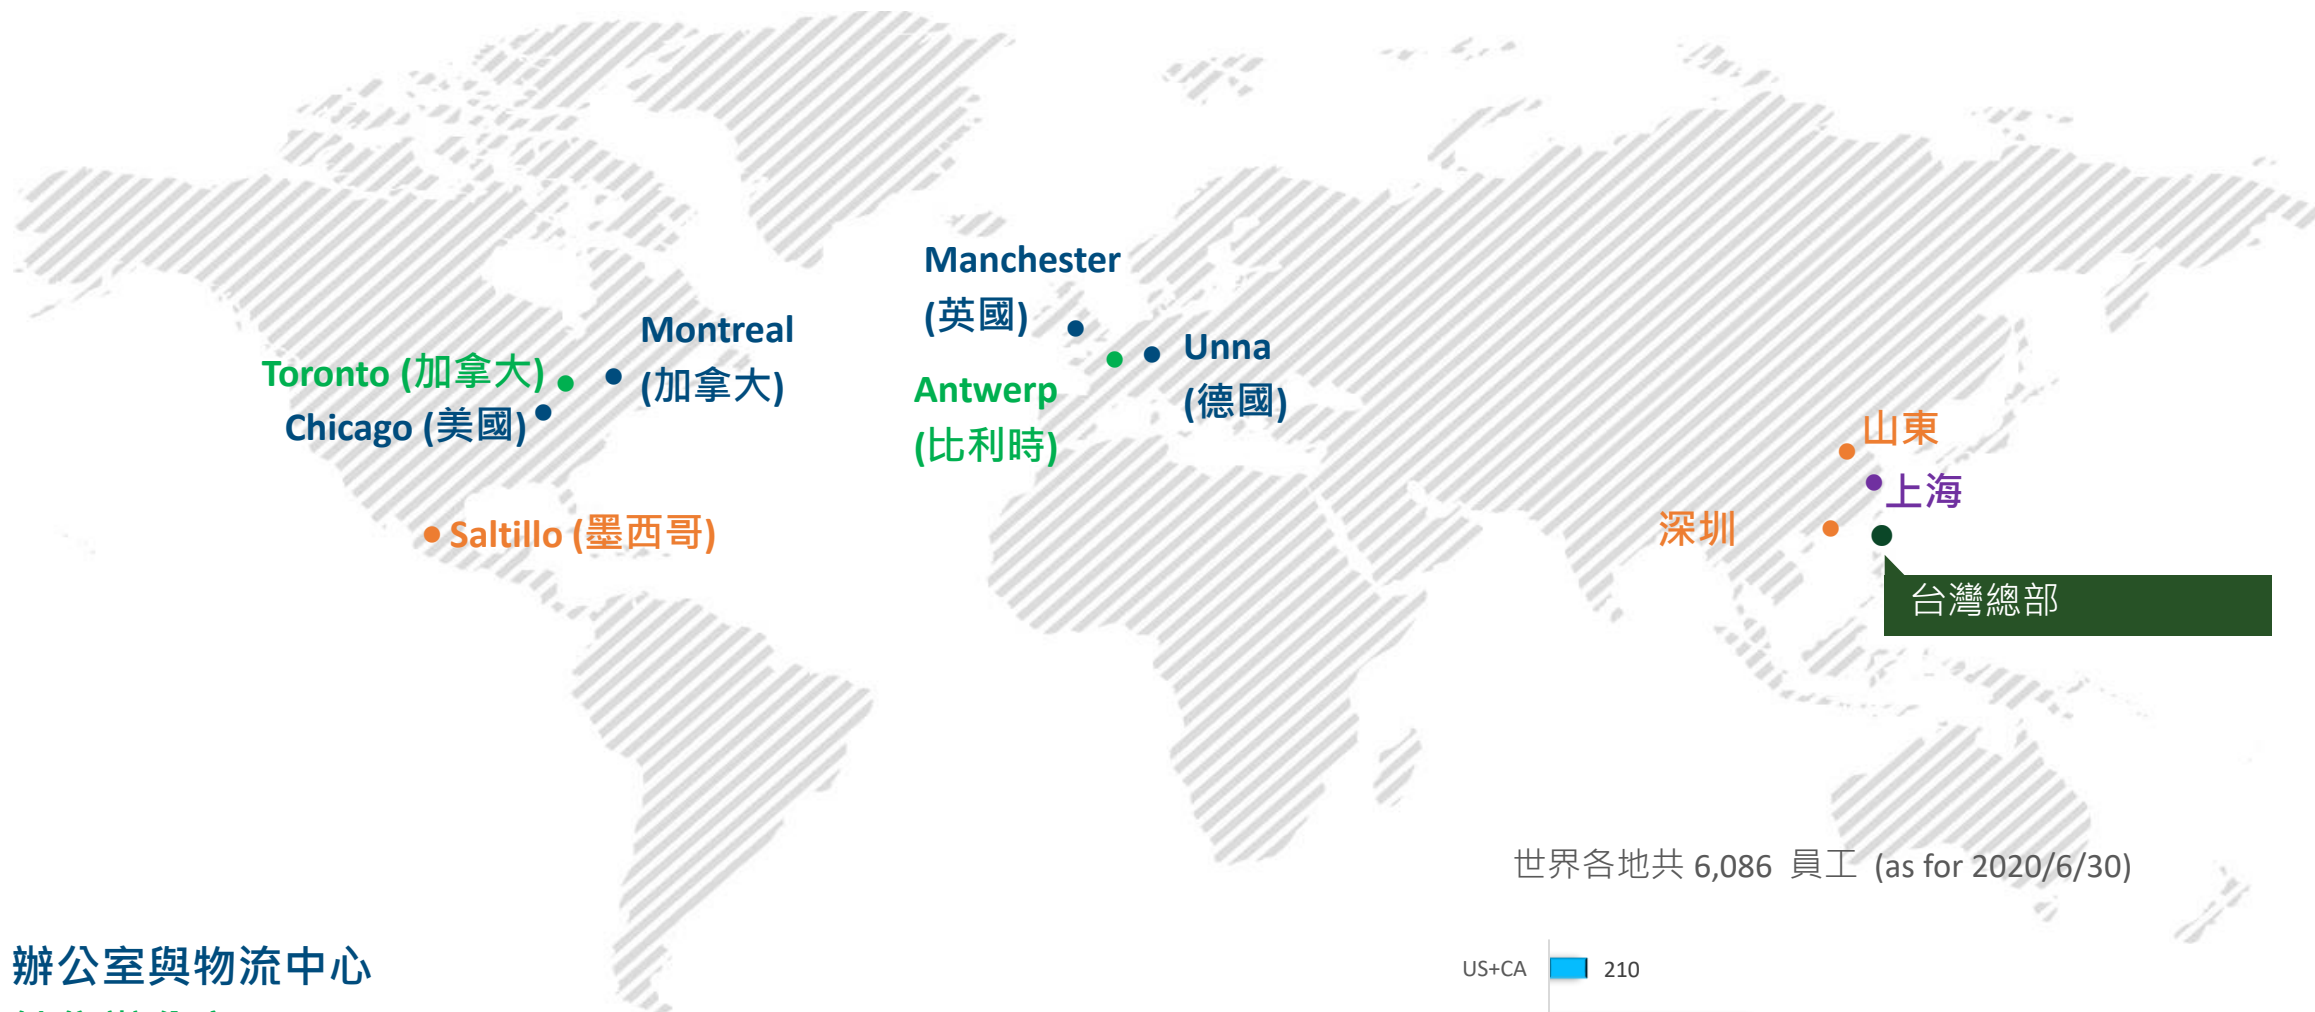 Manchester
(英國)
Montreal
(加拿大)
Toronto (加拿大)
Chicago (美國)
Unna
(德國)
Antwerp
(比利時)
Saltillo (墨西哥)
山東
上海
深圳
台灣總部
世界各地共 6,086 員工 (as for 2020/6/30)
辦公室與物流中心
US+CA 210